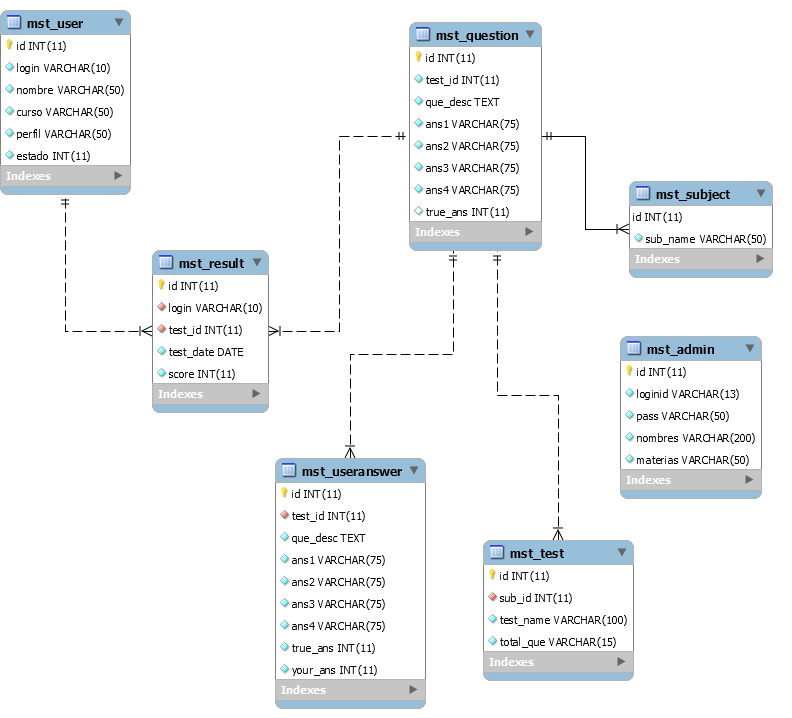 mst_user
id INT(11)
login VARCHAR(10)
nombre VARCHAR(50)
curso VARCHAR(50)
perfil VARCHAR(50)
estado INT(11)
Indexes
mst_question
id INT(11)
test_id INT(11)
que_desc TEXT
ans1 VARCHAR(75)
ans2 VARCHAR(75)
ans3 VARCHAR(75)
ans4 VARCHAR(75)
true_ans INT(11)
Indexes
mst_subject
id INT(11)
sub_name VARCHAR(50)
Indexes
mst_result
id INT(11)
login VARCHAR(10)
test_id INT(11)
test_date DATE
score INT(11)
Indexes
mst_admin
id INT(11)
loginid VARCHAR(13)
pass VARCHAR(50)
nombres VARCHAR(200)
materias VARCHAR(50)
Indexes
mst_useranswer
id INT(11)
test_id INT(11)
que_desc TEXT
ans1 VARCHAR(75)
ans2 VARCHAR(75)
ans3 VARCHAR(75)
ans4 VARCHAR(75)
true_ans INT(11)
your_ans INT(11)
Indexes
mst_test
id INT(11)
sub_id INT(11)
test_name VARCHAR(100)
total_que VARCHAR(15)
Indexes